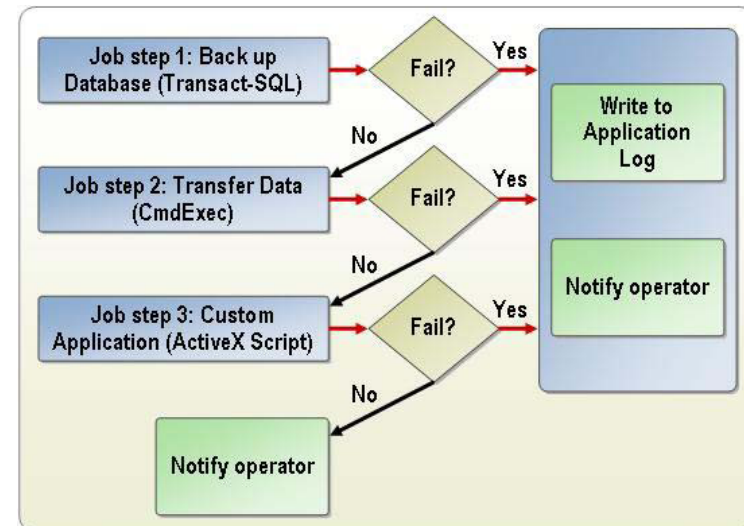 Job step 1: Back up
Database (Transact-SQL)
Fail?
Yes
Write to
Application
Log
No
Job step 2: Transfer Data
(CmdExec)
Fail?
Yes
Notify operator
No
Job step 3: Custom
Application (ActiveX Script)
Fail?
Yes
No
Notify operator